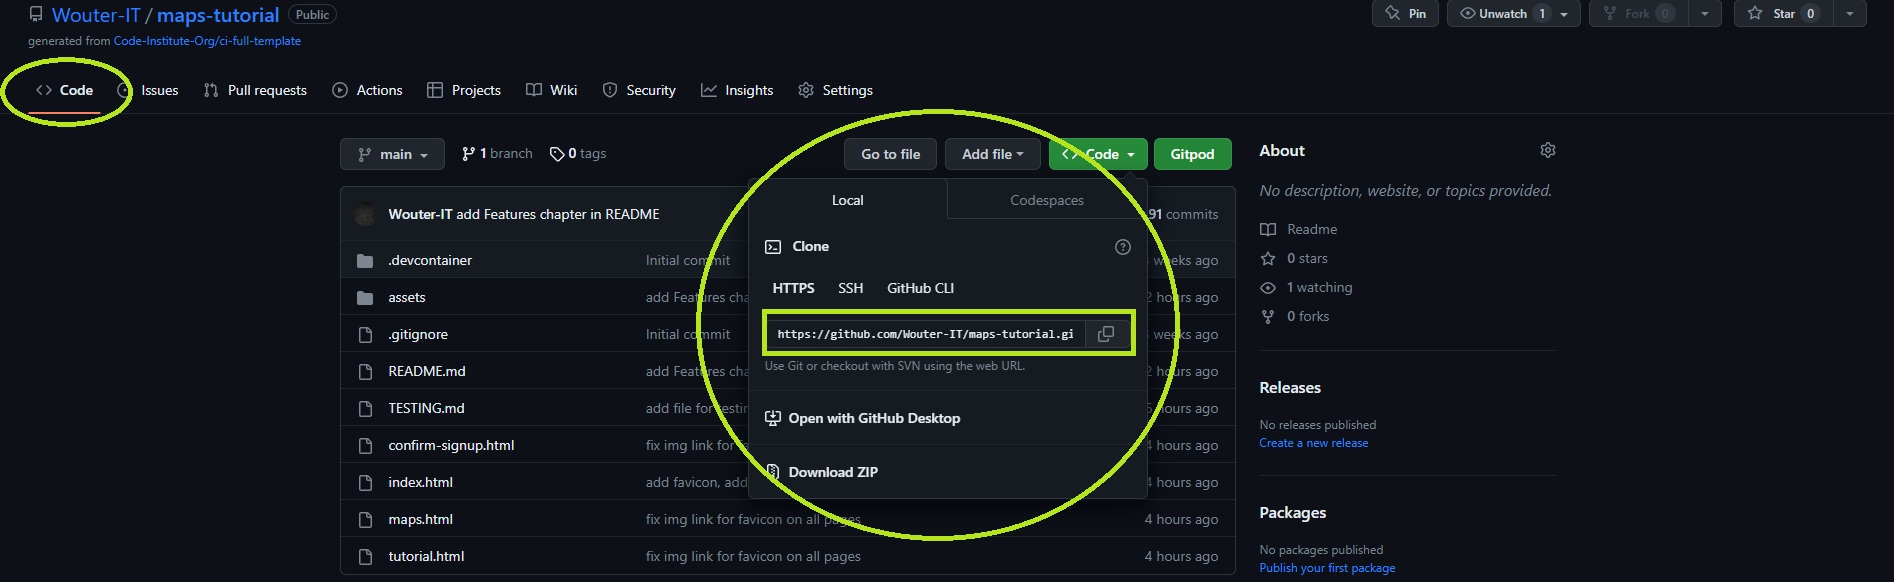 Wouter-IT / maps-tutorial Public
Pin Unwatch 1 Fork 0 Star 0
generated from Code-Institute-Org/ci-full-template
Code Issues Pull requests Actions Projects Wiki Security Insights Settings
main 1 branch 0 tags Go to file Add file Code Gitpod
Wouter-IT add Features chapter in README 91 commits
.devcontainer Initial commit weeks ago
assets add Features cha 2 hours ago
.gitignore Initial commit weeks ago
README.md add Features cha 2 hours ago
TESTING.md add file for testin hours ago
confirm-signup.html fix img link for fa 4 hours ago
index.html add favicon, add 4 hours ago
maps.html fix img link for favicon on all pages 4 hours ago
tutorial.html fix img link for favicon on all pages 4 hours ago
Local Codespaces
Clone
HTTPS SSH GitHub CLI
https://github.com/Wouter-IT/maps-tutorial.gi
Use Git or checkout with SVN using the web URL.
Open with GitHub Desktop
Download ZIP
About
No description, website, or topics provided.
Readme
0 stars
1 watching
0 forks
Releases
No releases published
Create a new release
Packages
No packages published
Publish your first package